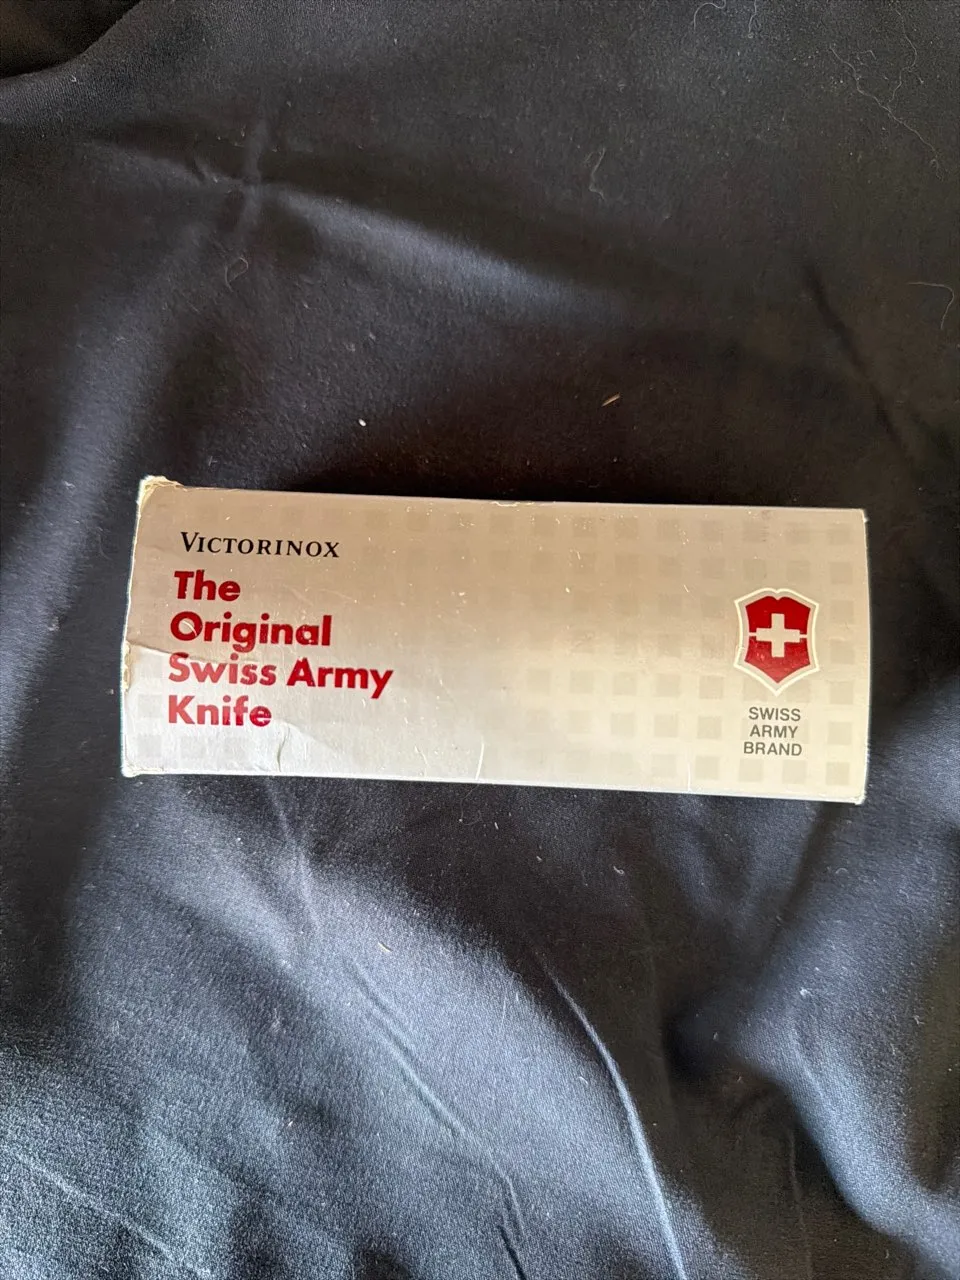 VICTORINOX
The
Original
Swiss Army
Knife
SWISS
ARMY
BRAND